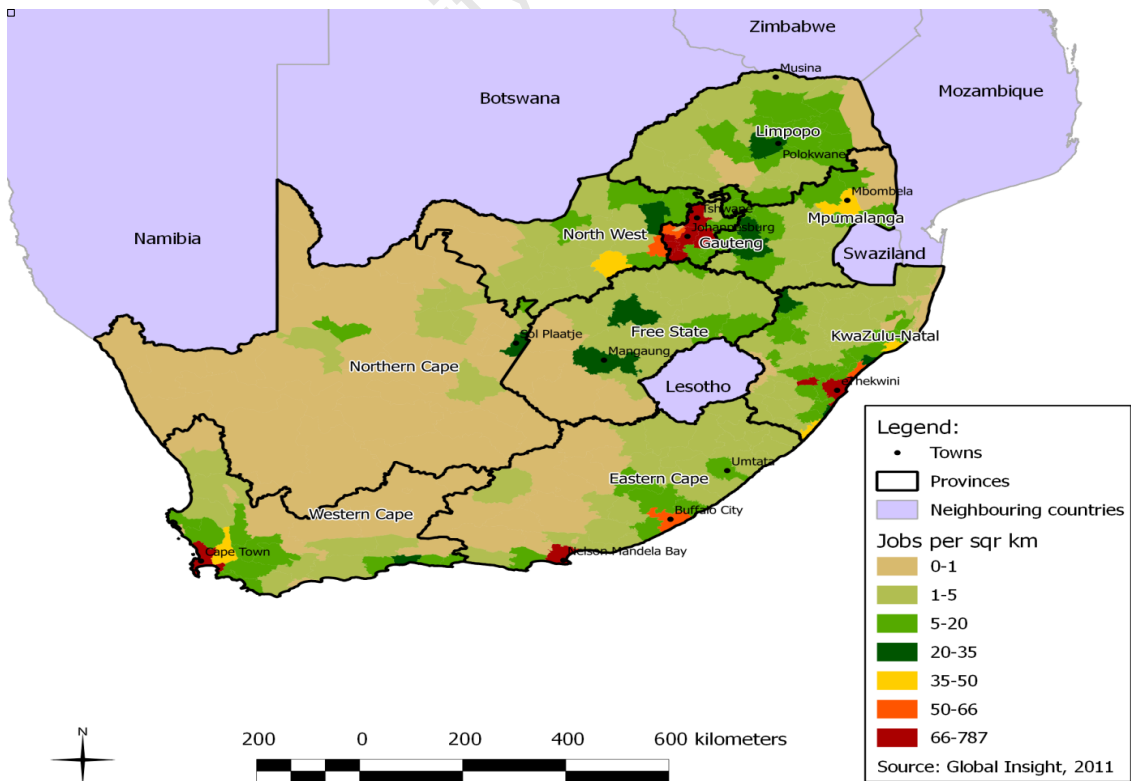 Zimbabwe
Musina
Mozambique
Botswana
Limpopo
Polokwane
Mbombela
Tshwane
Mpumalanga
Namibia
North West
Johannesburg
Gauteng
Swaziland
Free State
KwaZulu-Natal
Sol Plaatje
Mangaung
Northern Cape
Lesotho
eThekwini
Eastern Cape
Umtata
Western Cape
Buffalo City
Cape Town
Nelson Mandela Bay
Legend:
Towns
Provinces
Neighbouring countries
Jobs per sqr km
0-1
1-5
5-20
20-35
35-50
50-66
66-787
Source: Global Insight, 2011
N
200 0 200 400 600 kilometers